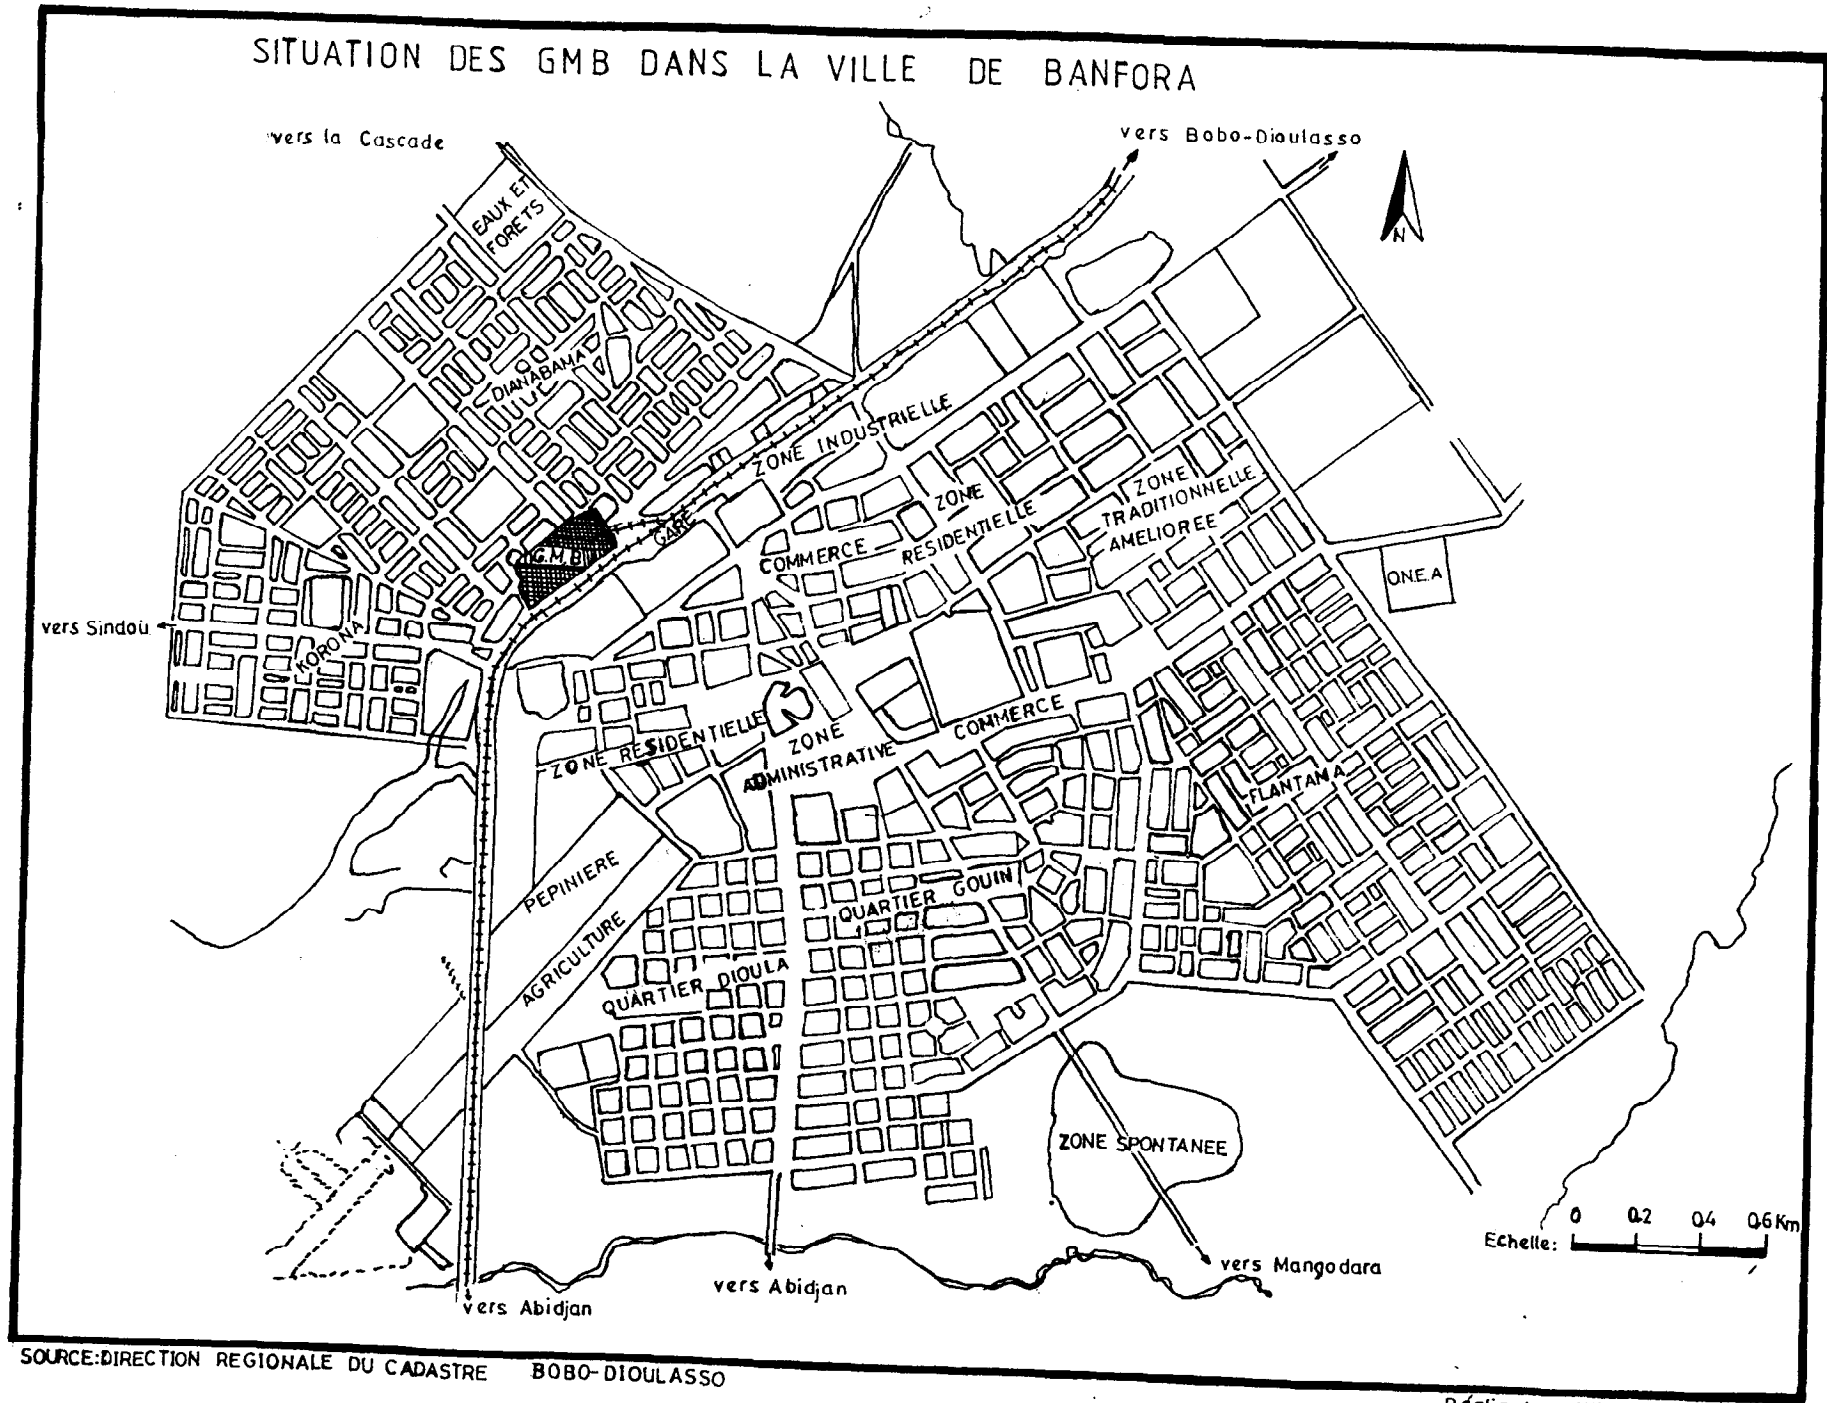 SITUATION DES GMB DANS LA VILLE DE BANFORA
vers la Cascade
vers Bobo-Dioulasso
EAUX ET
FORETS
N
DIANABAMA
ZONE INDUSTRIELLE
GARE
G.M.B
COMMERCE
ZONE
RESIDENTIELLE
ZONE
TRADITIONNELLE
AMELIOREE
O.N.E.A
vers Sindou
KORONA
ZONE RESIDENTIELLE
ZONE
ADMINISTRATIVE
COMMERCE
FLANTAMA
PEPINIERE
AGRICULTURE
QUARTIER GOUIN
QUARTIER DIOULA
ZONE SPONTANEE
0 0.2 0.4 0.6 Km
Echelle:
vers Mangodara
vers Abidjan
vers Abidjan
SOURCE:DIRECTION REGIONALE DU CADASTRE BOBO-DIOULASSO